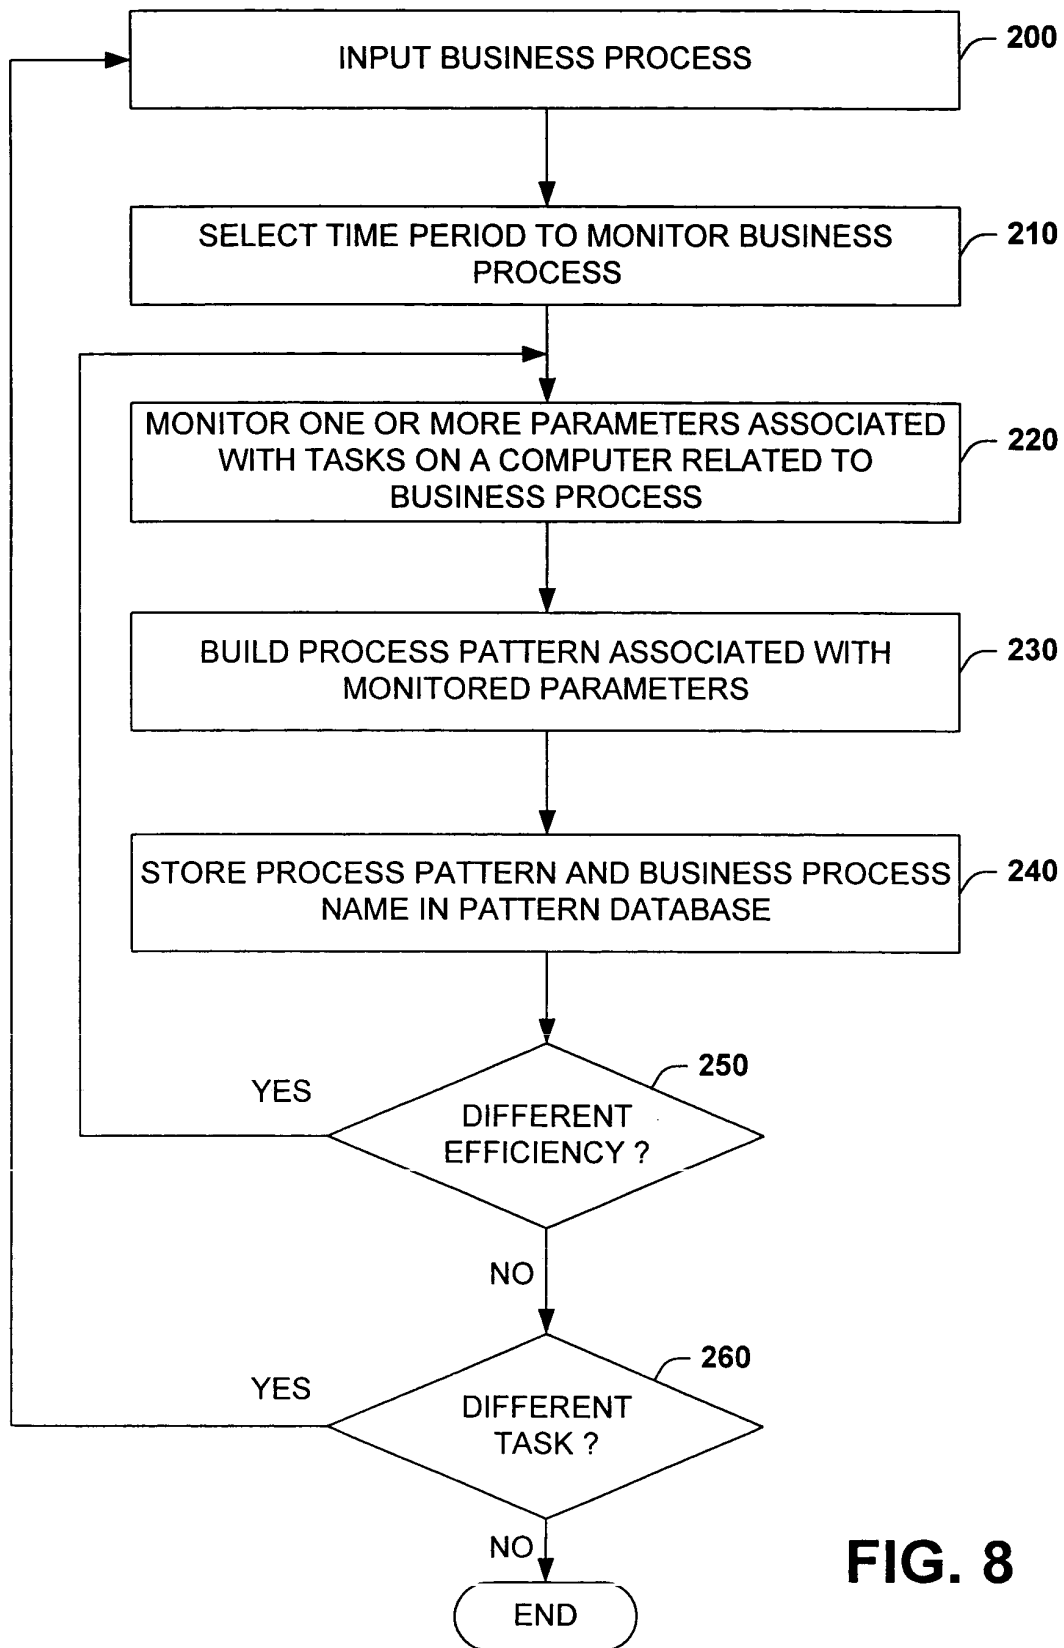 INPUT BUSINESS PROCESS
200
SELECT TIME PERIOD TO MONITOR BUSINESS
PROCESS
210
MONITOR ONE OR MORE PARAMETERS ASSOCIATED
WITH TASKS ON A COMPUTER RELATED TO
BUSINESS PROCESS
220
BUILD PROCESS PATTERN ASSOCIATED WITH
MONITORED PARAMETERS
230
STORE PROCESS PATTERN AND BUSINESS PROCESS
NAME IN PATTERN DATABASE
240
250
YES
DIFFERENT
EFFICIENCY ?
NO
260
YES
DIFFERENT
TASK ?
NO
END
FIG. 8